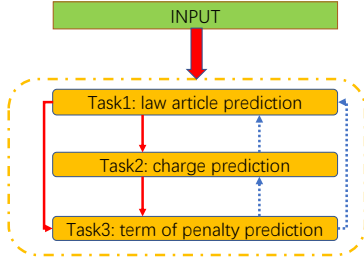 INPUT
Task1: law article prediction
Task2: charge prediction
Task3: term of penalty prediction